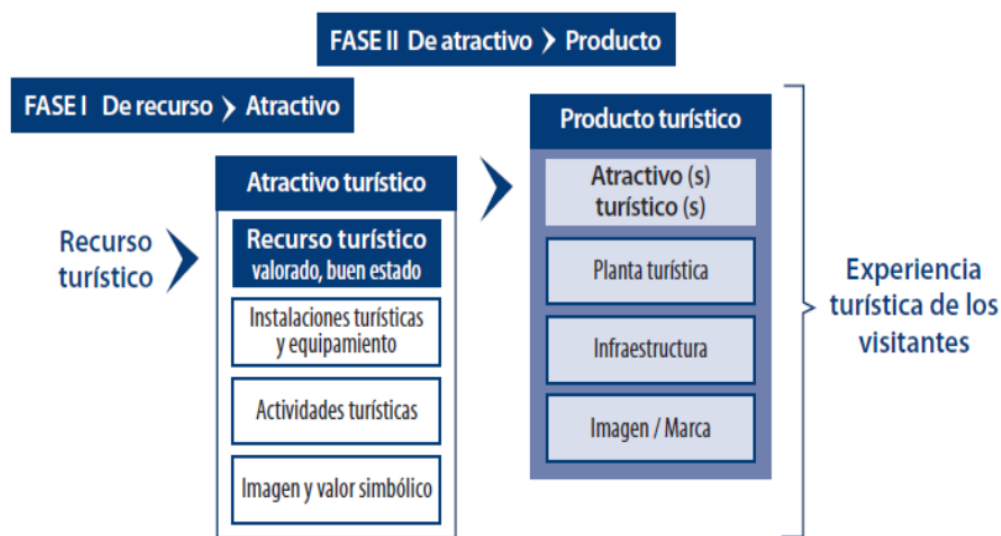 FASE II De atractivo > Producto
FASE I De recurso > Atractivo
Recurso
turístico
Atractivo turístico
Recurso turístico
valorado, buen estado
Instalaciones turísticas
y equipamiento
Actividades turísticas
Imagen y valor simbólico
Producto turístico
Atractivo (s)
turístico (s)
Planta turística
Infraestructura
Imagen / Marca
Experiencia
turística de los
visitantes